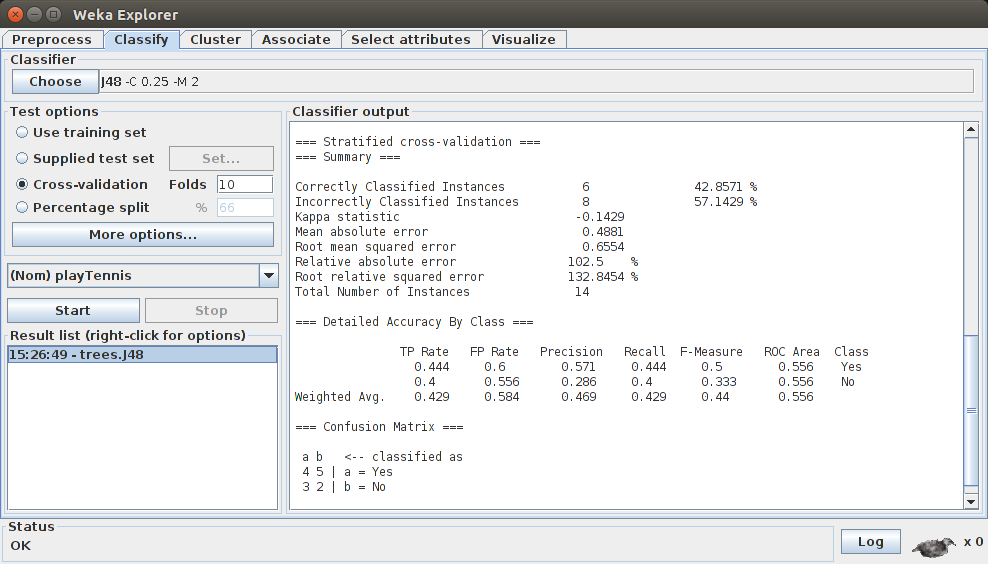 Weka Explorer
Preprocess Classify Cluster Associate Select attributes Visualize
Classifier
Choose J48 -C 0.25 -M 2
Test options
Use training set
Supplied test set Set...
Cross-validation Folds 10
Percentage split % 66
More options...
(Nom) playTennis
Start Stop
Result list (right-click for options)
15:26:49 - trees.J48
Classifier output
=== Stratified cross-validation ===
=== Summary ===
Correctly Classified Instances 6 42.8571 %
Incorrectly Classified Instances 8 57.1429 %
Kappa statistic -0.1429
Mean absolute error 0.4881
Root mean squared error 0.6554
Relative absolute error 102.5 %
Root relative squared error 132.8454 %
Total Number of Instances 14
=== Detailed Accuracy By Class ===
TP Rate FP Rate Precision Recall F-Measure ROC Area Class
0.444 0.6 0.571 0.444 0.5 0.556 Yes
0.4 0.556 0.286 0.4 0.333 0.556 No
Weighted Avg. 0.429 0.584 0.469 0.429 0.44 0.556
=== Confusion Matrix ===
a b <-- classified as
4 5 | a = Yes
3 2 | b = No
Status
OK
Log x 0